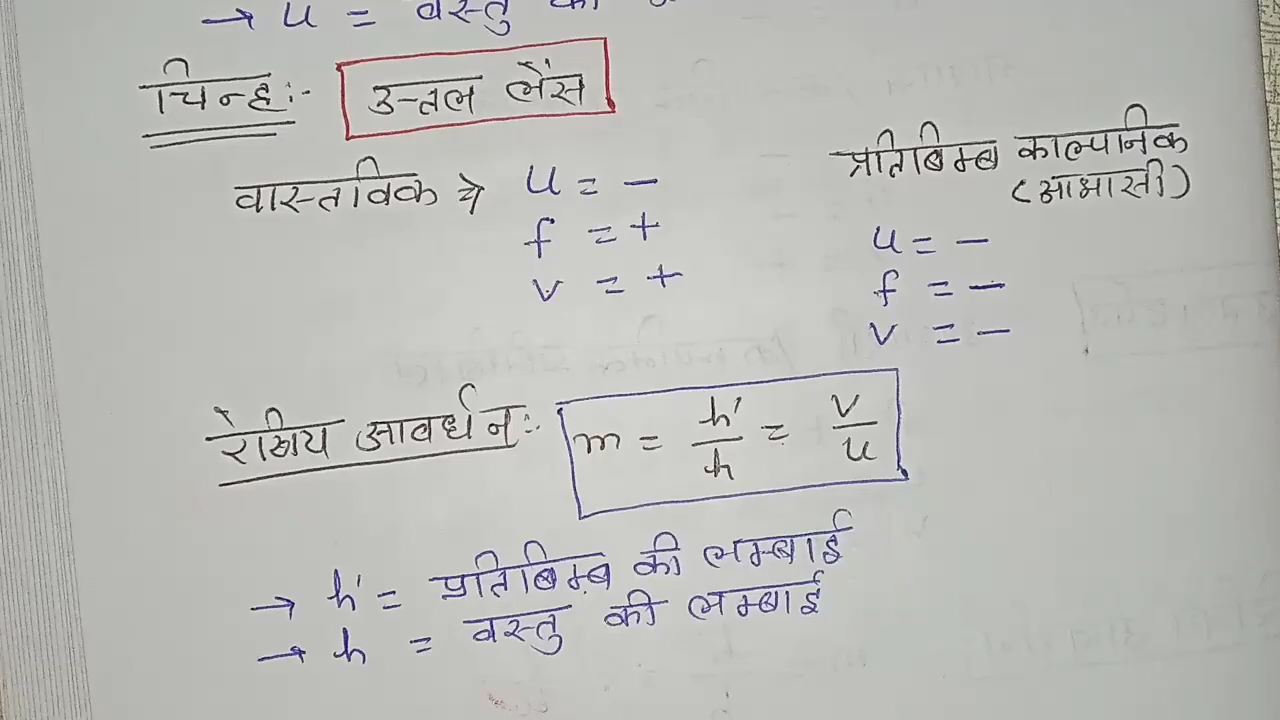 → u = वस्तु की
चिन्ह:- उत्तल लैंस
वास्तविक → u = -
f = +
v = +
प्रतिबिम्ब काल्पनिक
(आभासी)
u = -
f = -
v = -
रेखिय आवर्धन:- m = h'/h = v/u
→ h' = प्रतिबिम्ब की लम्बाई
→ h = वस्तु की लम्बाई